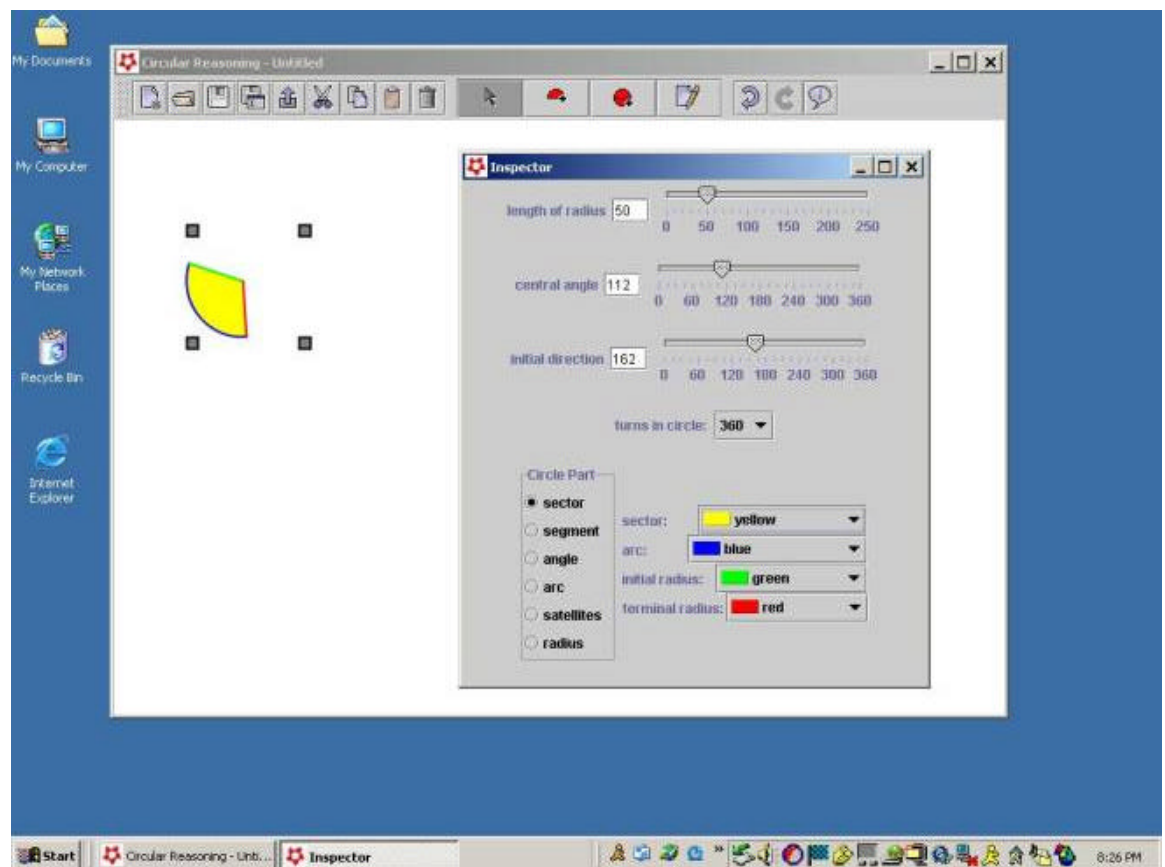 My Documents
My Computer
My Network
Places
Recycle Bin
Internet
Explorer
Circular Reasoning - Untitled
Inspector
length of radius 50
0 50 100 150 200 250
central angle 112
0 60 120 180 240 300 360
initial direction 162
0 60 120 180 240 300 360
turns in circle: 360
Circle Part
sector
segment
angle
arc
satellites
radius
sector: yellow
arc: blue
initial radius: green
terminal radius: red
Start
Circular Reasoning - Unti...
Inspector
8:26 PM